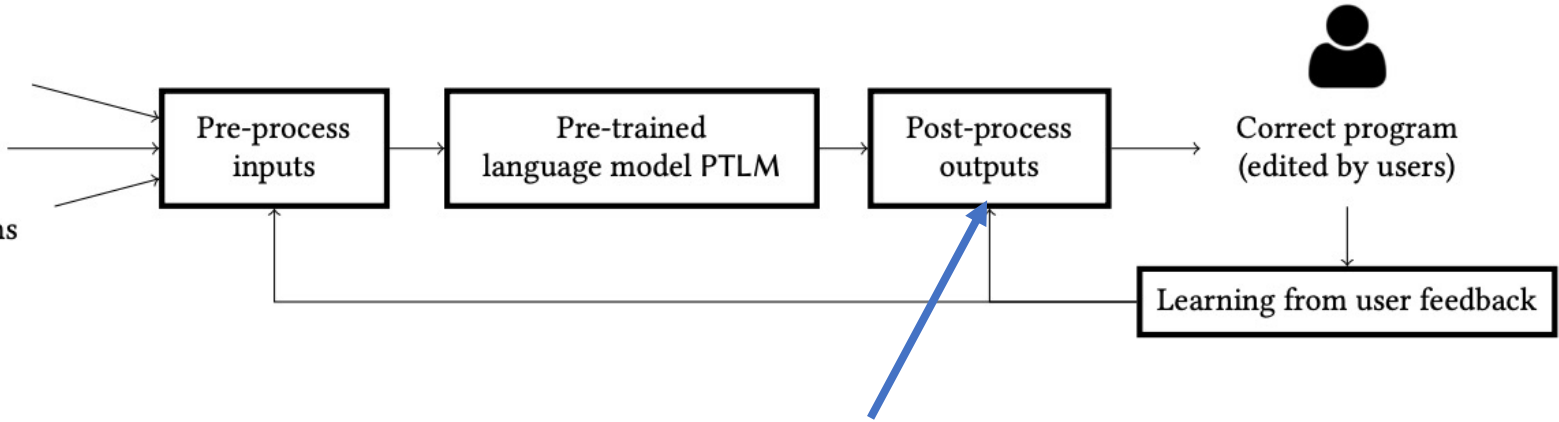 Pre-process
inputs
Pre-trained
language model PTLM
Post-process
outputs
Correct program
(edited by users)
Learning from user feedback